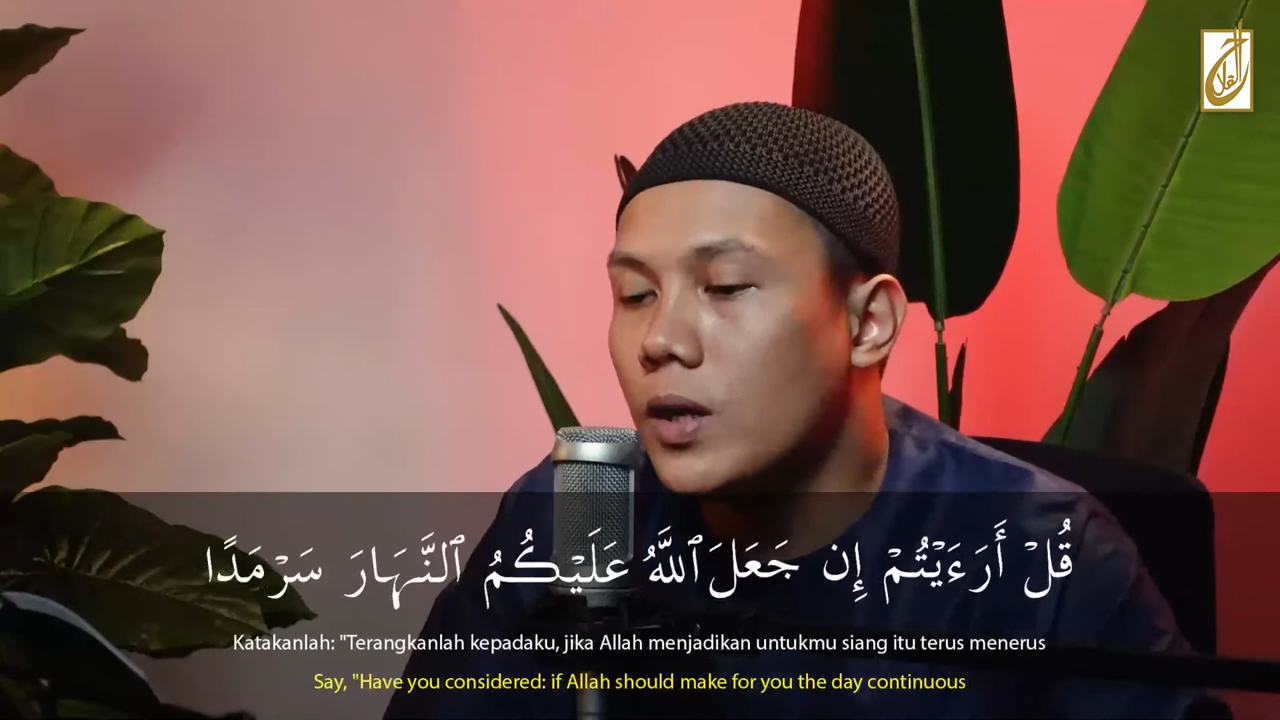 قُلْ أَرَءَيْتُمْ إِن جَعَلَ ٱللَّهُ عَلَيْكُمُ ٱلنَّهَارَ سَرْمَدًا
Katakanlah: "Terangkanlah kepadaku, jika Allah menjadikan untukmu siang itu terus menerus
Say, "Have you considered: if Allah should make for you the day continuous